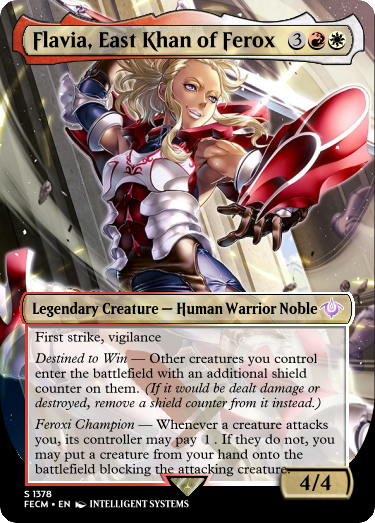 Flavia, East Khan of Ferox 3
Legendary Creature — Human Warrior Noble
First strike, vigilance
Destined to Win — Other creatures you control
enter the battlefield with an additional shield
counter on them. (If it would be dealt damage or
destroyed, remove a shield counter from it instead.)
Feroxi Champion — Whenever a creature attacks
you, its controller may pay 1 . If they do not, you
may put a creature from your hand onto the
battlefield blocking the attacking creature.
4/4
S 1378
FECM • EN INTELLIGENT SYSTEMS